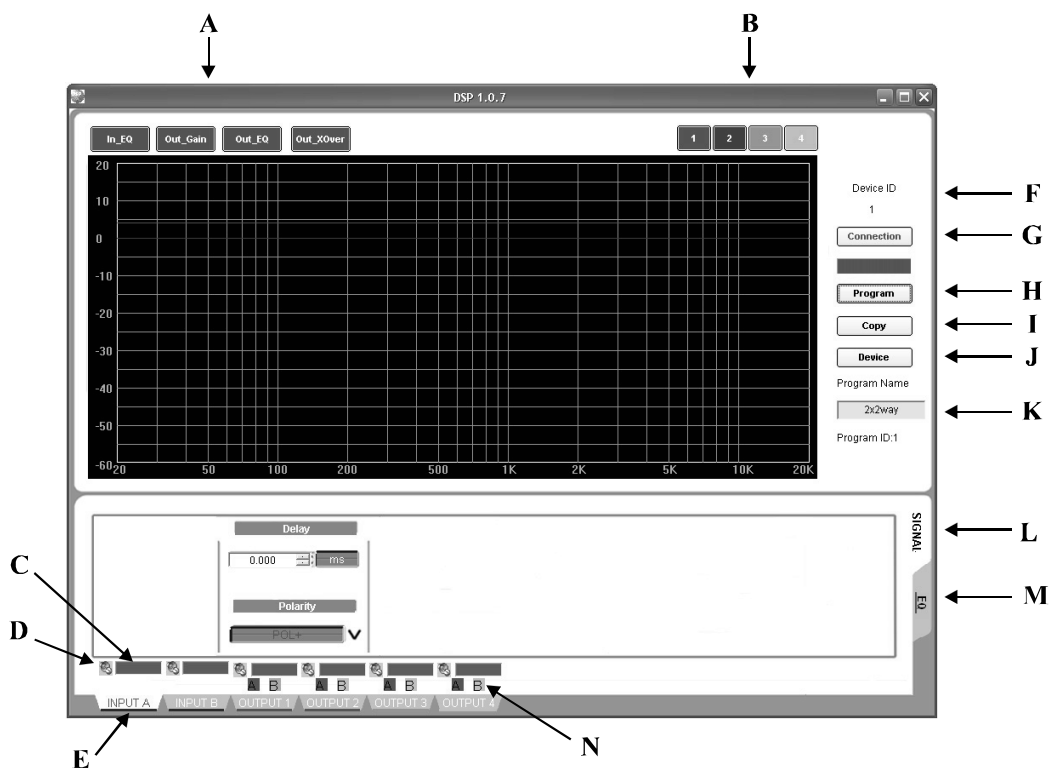 A B
DSP 1.0.7
In_EQ Out_Gain Out_EQ Out_XOver 1 2 3 4
20
10
0
-10
-20
-30
-40
-50
-60
20 50 100 200 500 1K 2K 5K 10K 20K
Device ID F
1
Connection G
Program H
Copy I
Device J
Program Name
2x2way K
Program ID:1
SIGNAL L
EQ M
Delay
0.000 ms
Polarity
POL+
C
D
A B A B A B A B
INPUT A INPUT B OUTPUT 1 OUTPUT 2 OUTPUT 3 OUTPUT 4
E N